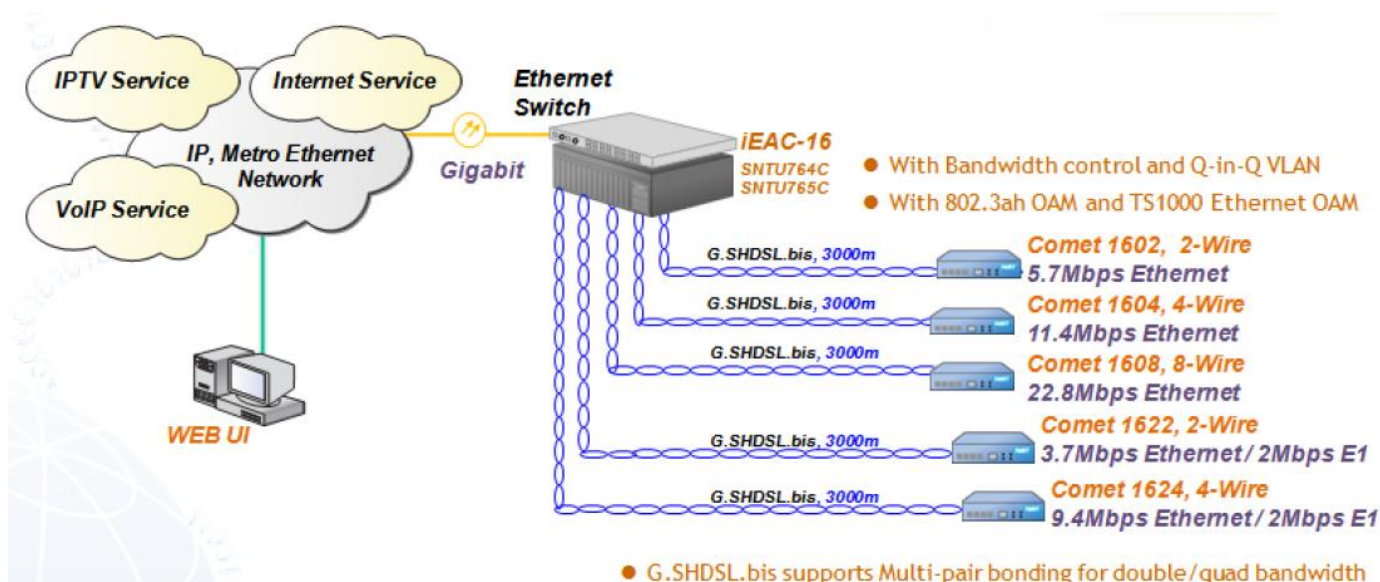 IPTV Service
Internet Service
IP, Metro Ethernet
Network
VoIP Service
WEB UI
Gigabit
Ethernet
Switch
iEAC-16
SNTU764C
SNTU765C
● With Bandwidth control and Q-in-Q VLAN
● With 802.3ah OAM and TS1000 Ethernet OAM
G.SHDSL.bis, 3000m
Comet 1602, 2-Wire
5.7Mbps Ethernet
G.SHDSL.bis, 3000m
Comet 1604, 4-Wire
11.4Mbps Ethernet
G.SHDSL.bis, 3000m
Comet 1608, 8-Wire
22.8Mbps Ethernet
G.SHDSL.bis, 3000m
Comet 1622, 2-Wire
3.7Mbps Ethernet/ 2Mbps E1
G.SHDSL.bis, 3000m
Comet 1624, 4-Wire
9.4Mbps Ethernet/ 2Mbps E1
● G.SHDSL.bis supports Multi-pair bonding for double/quad bandwidth